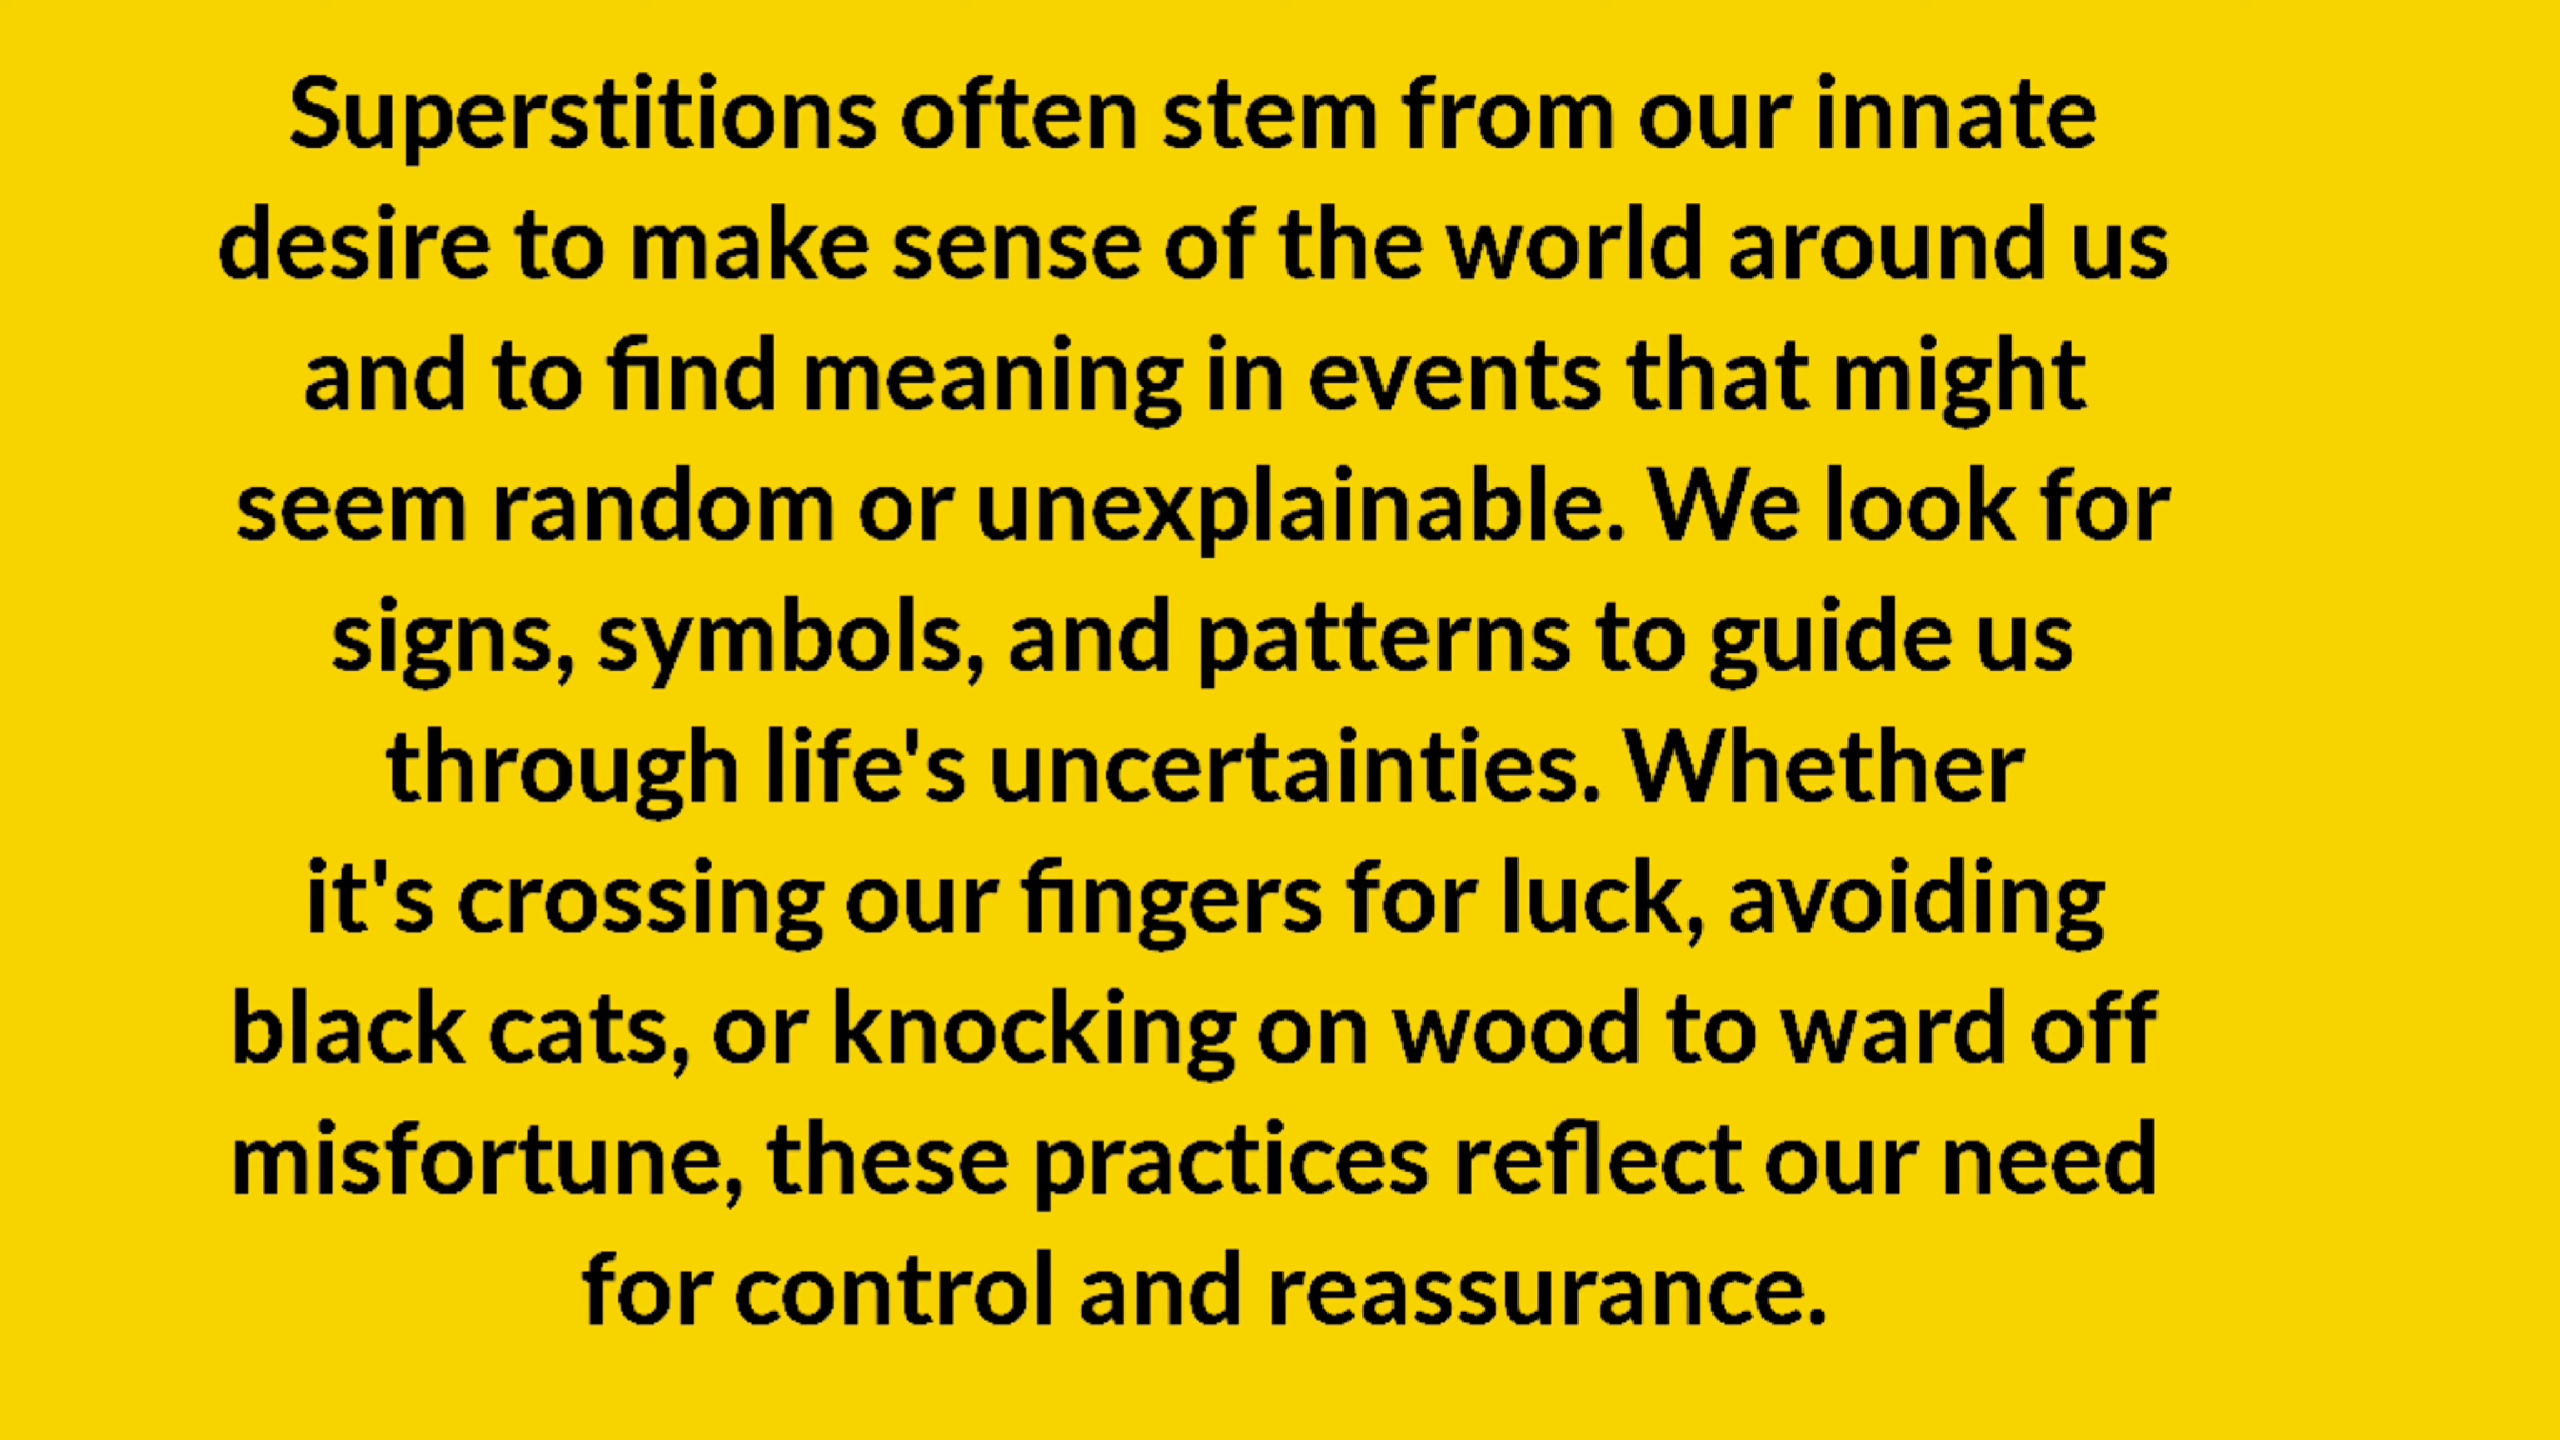 Superstitions often stem from our innate
desire to make sense of the world around us
and to find meaning in events that might
seem random or unexplainable. We look for
signs, symbols, and patterns to guide us
through life's uncertainties. Whether
it's crossing our fingers for luck, avoiding
black cats, or knocking on wood to ward off
misfortune, these practices reflect our need
for control and reassurance.